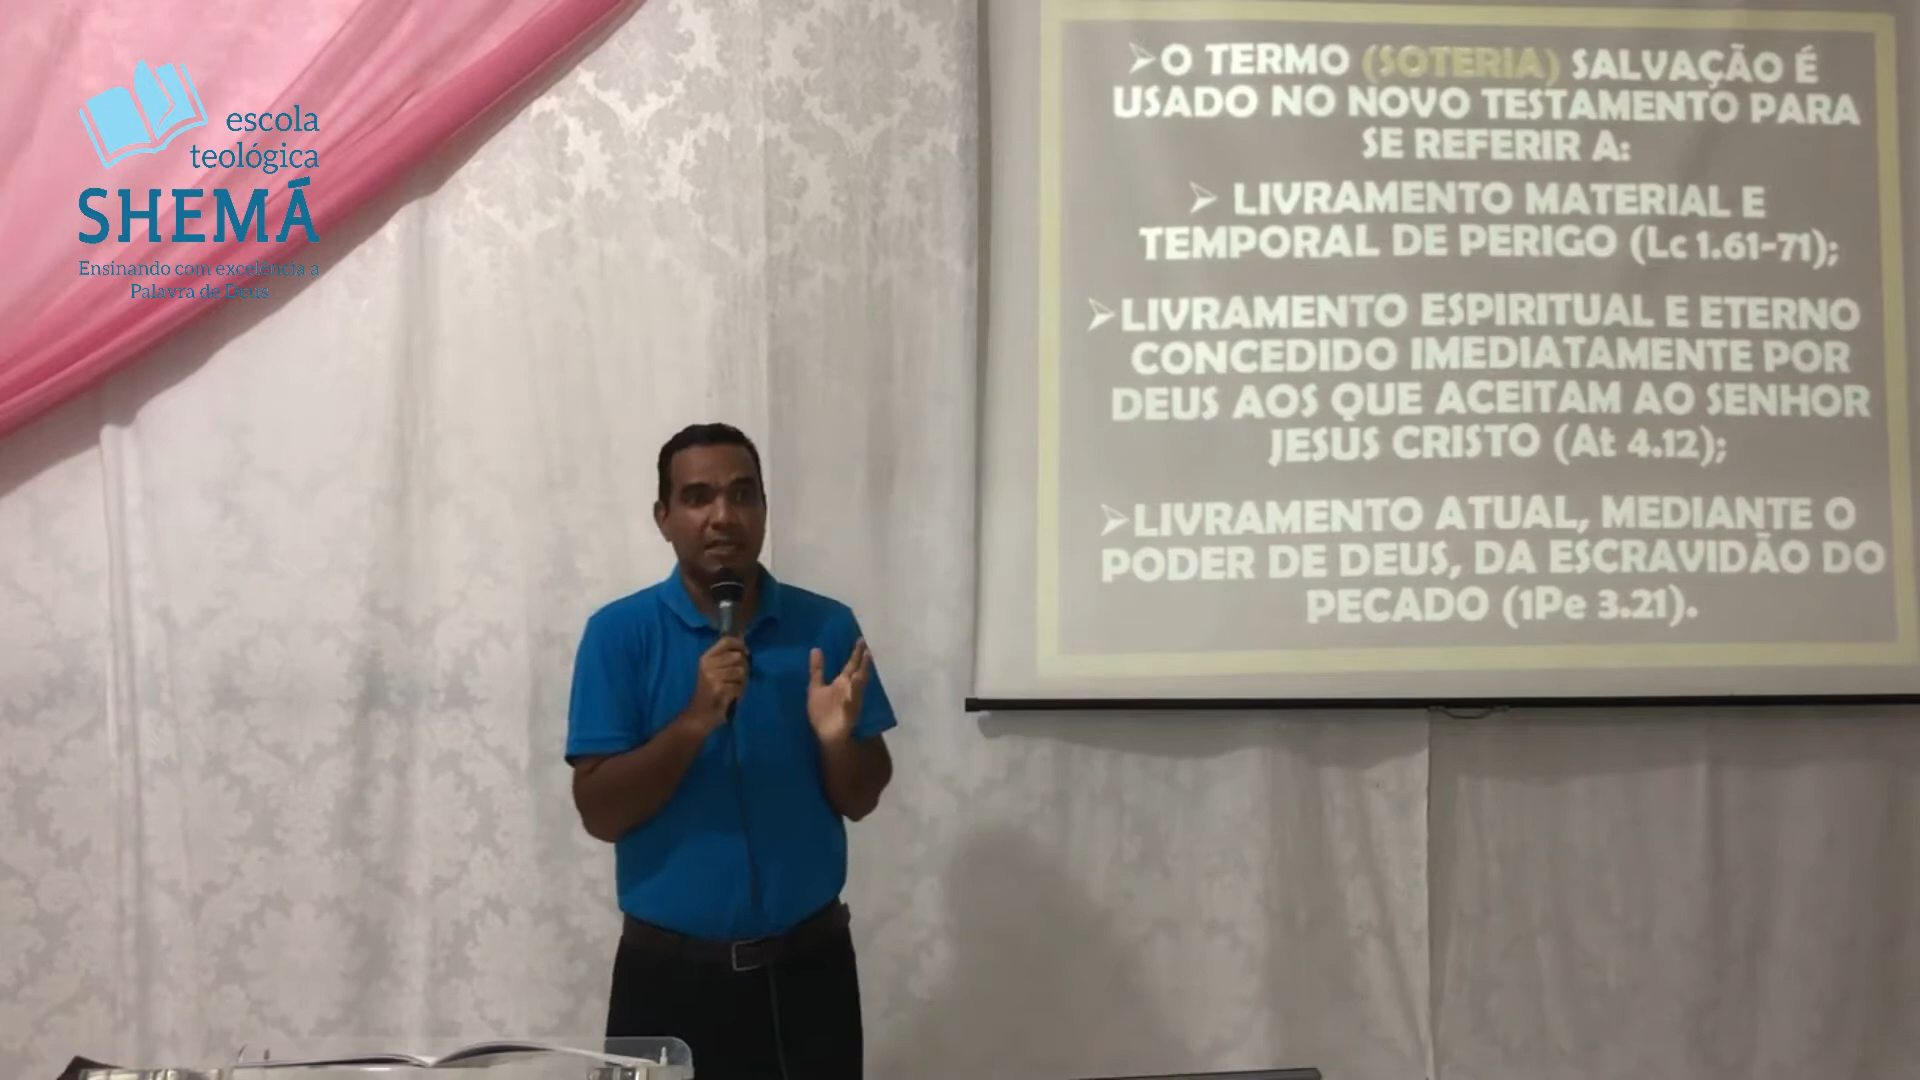 escola
teológica
SHEMÁ
Ensinando com excelência a
Palavra de Deus
➢O TERMO (SOTERIA) SALVAÇÃO É
USADO NO NOVO TESTAMENTO PARA
SE REFERIR A:
➢ LIVRAMENTO MATERIAL E
TEMPORAL DE PERIGO (Lc 1.61-71);
➢LIVRAMENTO ESPIRITUAL E ETERNO
CONCEDIDO IMEDIATAMENTE POR
DEUS AOS QUE ACEITAM AO SENHOR
JESUS CRISTO (At 4.12);
➢LIVRAMENTO ATUAL, MEDIANTE O
PODER DE DEUS, DA ESCRAVIDÃO DO
PECADO (1Pe 3.21).